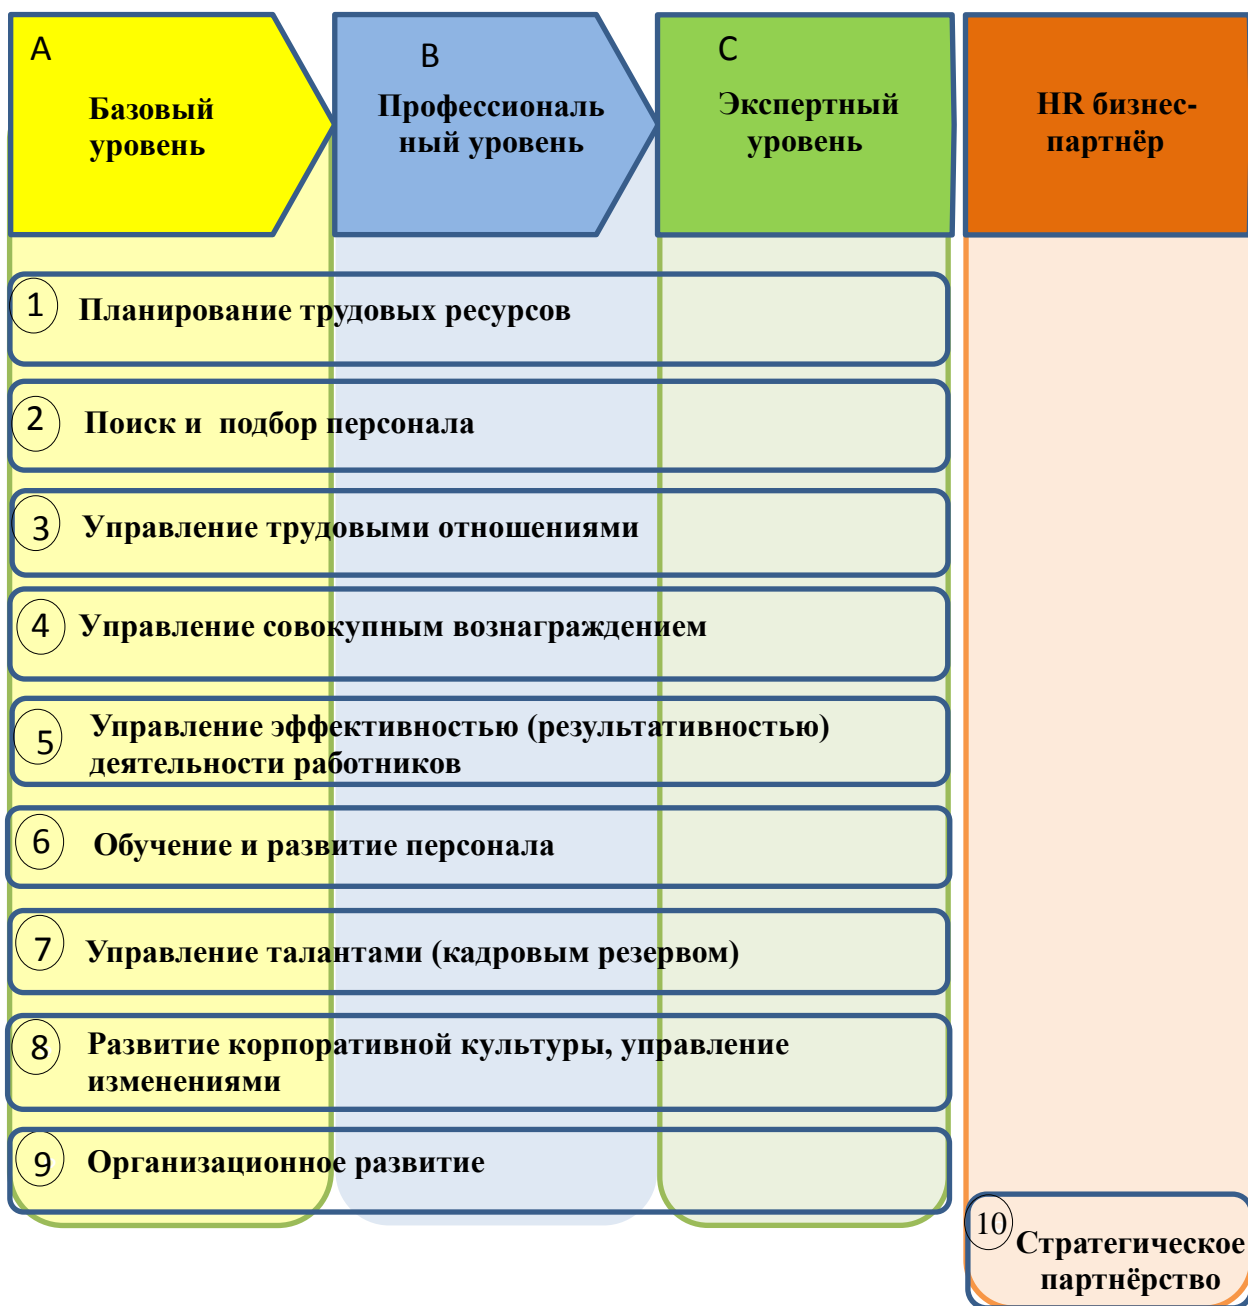 A
Базовый
уровень
B
Профессиональ
ный уровень
C
Экспертный
уровень
HR бизнес-
партнёр
1 Планирование трудовых ресурсов
2 Поиск и подбор персонала
3 Управление трудовыми отношениями
4 Управление совокупным вознаграждением
5 Управление эффективностью (результативностью)
деятельности работников
6 Обучение и развитие персонала
7 Управление талантами (кадровым резервом)
8 Развитие корпоративной культуры, управление
изменениями
9 Организационное развитие
10 Стратегическое
партнёрство